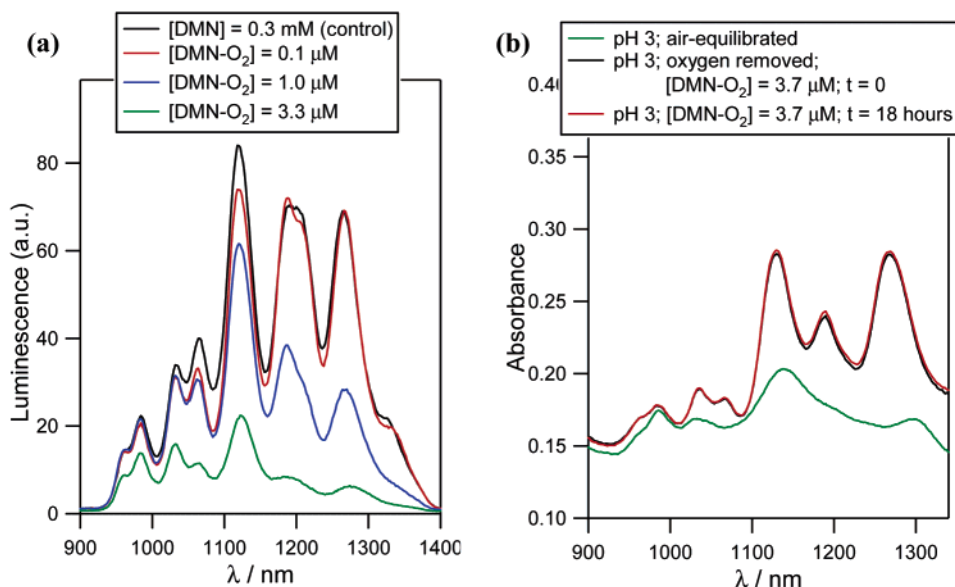 (a)
[DMN] = 0.3 mM (control)
[DMN-O₂] = 0.1 μM
[DMN-O₂] = 1.0 μM
[DMN-O₂] = 3.3 μM
80
60
40
20
0
Luminescence (a.u.)
900 1000 1100 1200 1300 1400
λ / nm
(b)
pH 3; air-equilibrated
pH 3; oxygen removed;
[DMN-O₂] = 3.7 μM; t = 0
pH 3; [DMN-O₂] = 3.7 μM; t = 18 hours
0.40
0.35
0.30
0.25
0.20
0.15
0.10
Absorbance
900 1000 1100 1200 1300
λ / nm